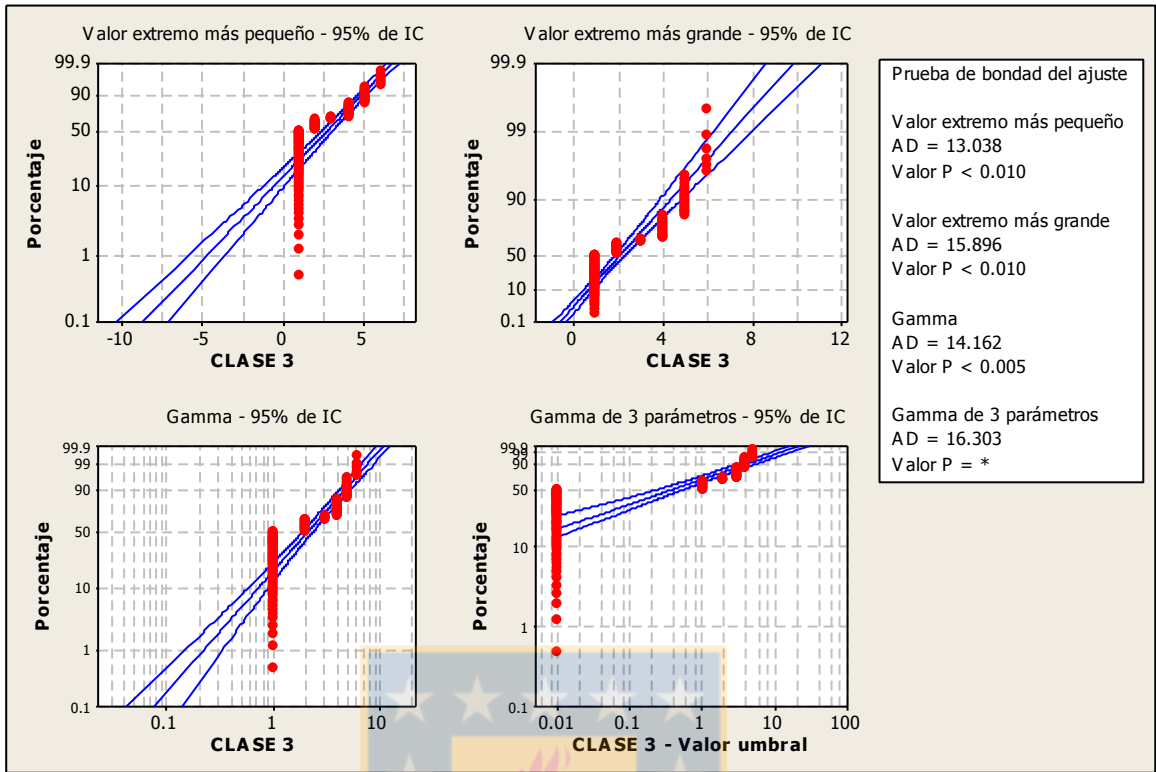 Valor extremo más pequeño - 95% de IC
99.9
90
50
10
1
0.1
Porcentaje
-10
-5
0
5
CLASE 3
Valor extremo más grande - 95% de IC
99.9
99
90
50
10
0.1
Porcentaje
0
4
8
12
CLASE 3
Gamma - 95% de IC
99.9
99
90
50
10
1
0.1
Porcentaje
0.1
1
10
CLASE 3
Gamma de 3 parámetros - 95% de IC
99.9
99
90
50
10
1
0.1
Porcentaje
0.01
0.1
1
10
100
CLASE 3 - Valor umbral
Prueba de bondad del ajuste
Valor extremo más pequeño
AD = 13.038
Valor P < 0.010
Valor extremo más grande
AD = 15.896
Valor P < 0.010
Gamma
AD = 14.162
Valor P < 0.005
Gamma de 3 parámetros
AD = 16.303
Valor P = *